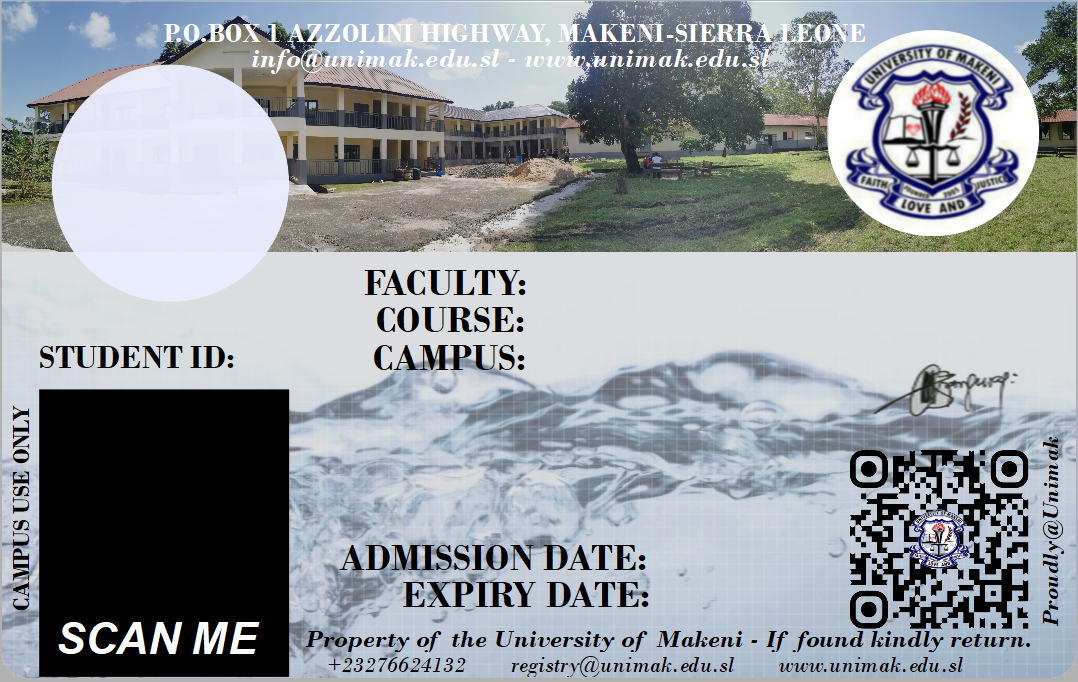 P.O.BOX 1 AZZOLINI HIGHWAY, MAKENI-SIERRA LEONE
info@unimak.edu.sl - www.unimak.edu.sl
UNIVERSITY OF MAKENI
FAITH
FOUNDED 2005
JUSTICE
LOVE AND
FACULTY:
COURSE:
CAMPUS:
STUDENT ID:
CAMPUS USE ONLY
SCAN ME
ADMISSION DATE:
EXPIRY DATE:
Proudly@Unimak
Property of the University of Makeni - If found kindly return.
+23276624132 registry@unimak.edu.sl www.unimak.edu.sl